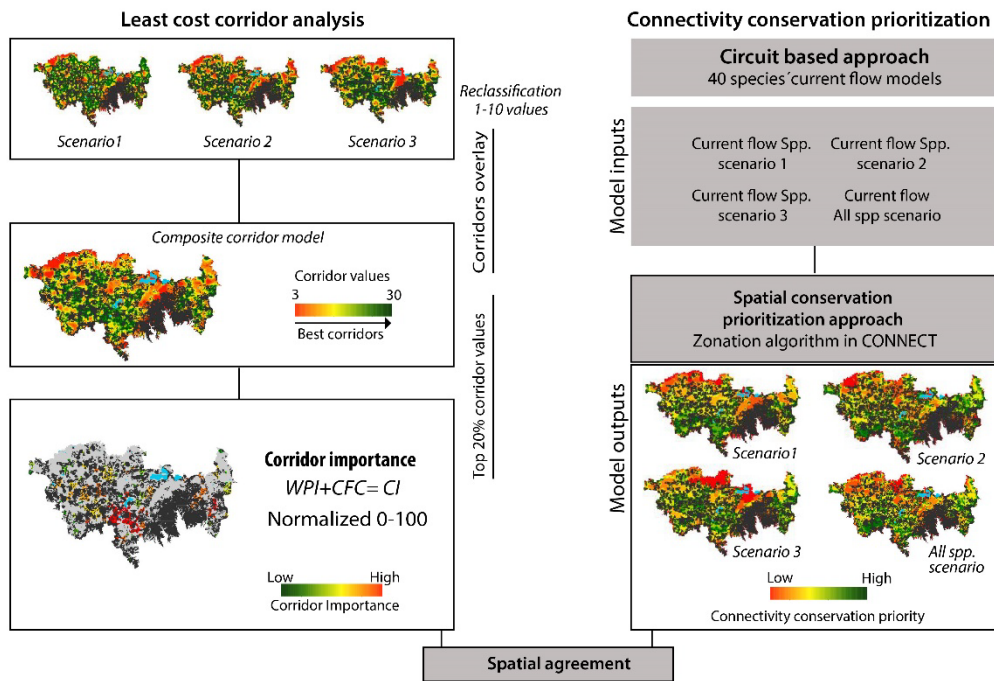 Least cost corridor analysis
Scenario1
Scenario 2
Scenario 3
Reclassification
1-10 values
Corridors overlay
Composite corridor model
Corridor values
3 30
Best corridors
Top 20% corridor values
Corridor importance
WPI+CFC= CI
Normalized 0-100
Low High
Corridor Importance
Connectivity conservation prioritization
Circuit based approach
40 species´current flow models
Model inputs
Current flow Spp.
scenario 1
Current flow Spp.
scenario 2
Current flow Spp.
scenario 3
Current flow
All spp scenario
Spatial conservation
prioritization approach
Zonation algorithm in CONNECT
Model outputs
Scenario1
Scenario 2
Scenario 3
All spp.
scenario
Low High
Connectivity conservation priority
Spatial agreement